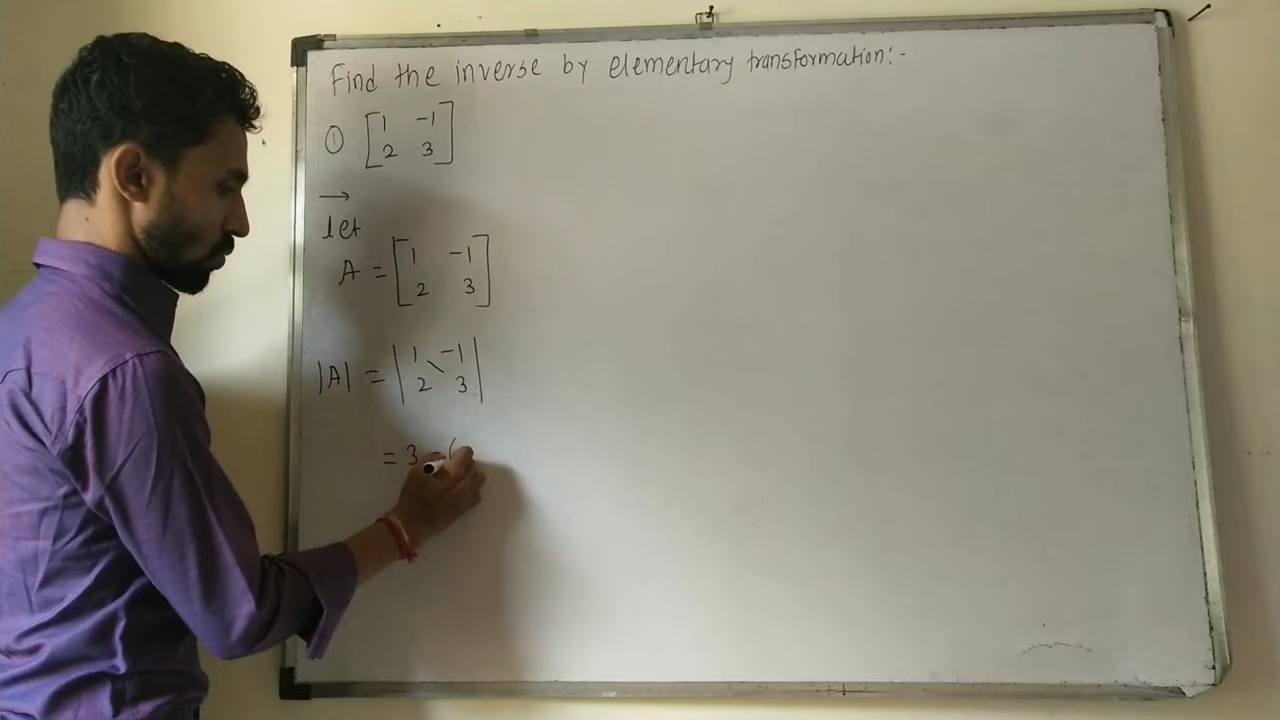 Find the inverse by elementary transformation:-
① [1 -1
2 3]
→
let
A = [1 -1
2 3]
|A| = |1 -1
2 3|
= 3 - (